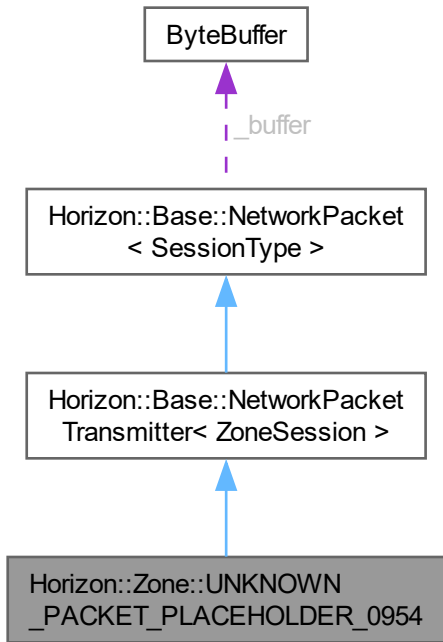 ByteBuffer
_buffer
Horizon::Base::NetworkPacket
< SessionType >
Horizon::Base::NetworkPacket
Transmitter< ZoneSession >
Horizon::Zone::UNKNOWN
_PACKET_PLACEHOLDER_0954